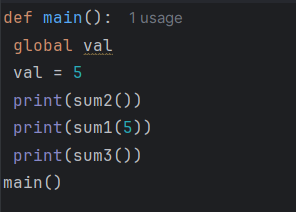 def main(): 1 usage
 global val
 val = 5
 print(sum2())
 print(sum1(5))
 print(sum3())
main()